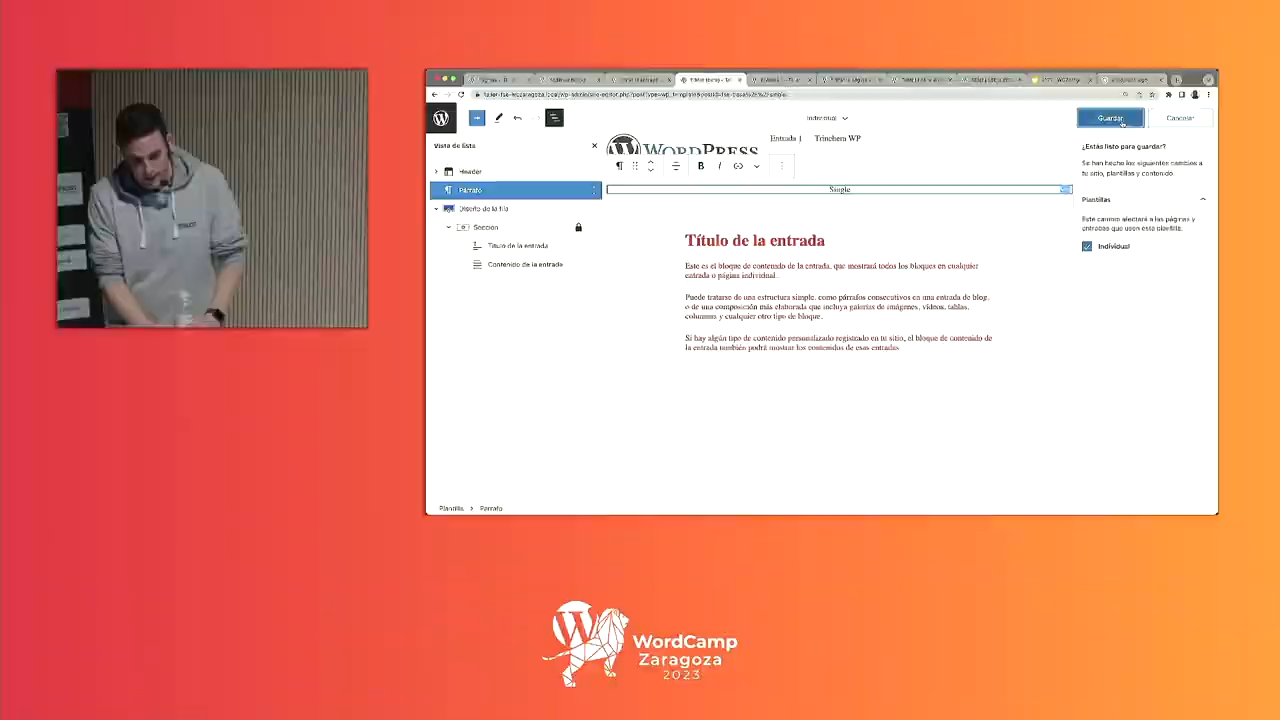 Individual
Guardar
Cancelar
Vista de lista
WORDPRESS
Entrada 1
Trinchera WP
¿Estás listo para guardar?
Se han hecho los siguientes cambios a
tu sitio, plantillas y contenido.
Header
Párrafo
B I
Single
Plantillas
Este cambio afectará a las páginas y
entradas que usen esta plantilla.
Individual
Diseño de la fila
Sección
Título de la entrada
Contenido de la entrada
Título de la entrada
Este es el bloque de contenido de la entrada, que mostrará todos los bloques en cualquier
entrada o página individual.
Puede tratarse de una estructura simple, como párrafos consecutivos en una entrada de blog,
o de una composición más elaborada que incluya galerías de imágenes, vídeos, tablas,
columnas y cualquier otro tipo de bloque.
Si hay algún tipo de contenido personalizado registrado en tu sitio, el bloque de contenido de
la entrada también podrá mostrar los contenidos de esas entradas
Plantilla > Párrafo
WordCamp
Zaragoza
2023